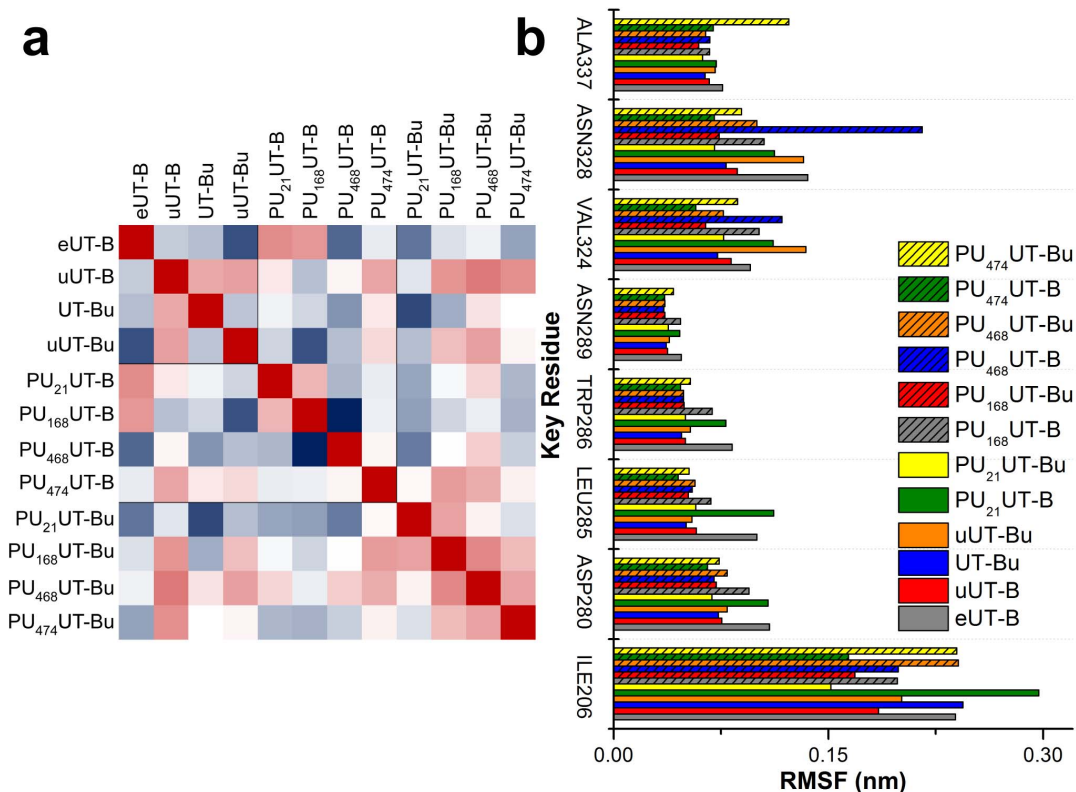 a
eUT-B
uUT-B
UT-Bu
uUT-Bu
PU21UT-B
PU168UT-B
PU468UT-B
PU474UT-B
PU21UT-Bu
PU168UT-Bu
PU468UT-Bu
PU474UT-Bu
eUT-B
uUT-B
UT-Bu
uUT-Bu
PU21UT-B
PU168UT-B
PU468UT-B
PU474UT-B
PU21UT-Bu
PU168UT-Bu
PU468UT-Bu
PU474UT-Bu
b
Key Residue
ALA337
ASN328
VAL324
ASN289
TRP286
LEU285
ASP280
ILE206
PU474UT-Bu
PU474UT-B
PU468UT-Bu
PU468UT-B
PU168UT-Bu
PU168UT-B
PU21UT-Bu
PU21UT-B
uUT-Bu
UT-Bu
uUT-B
eUT-B
0.00 0.15 0.30
RMSF (nm)